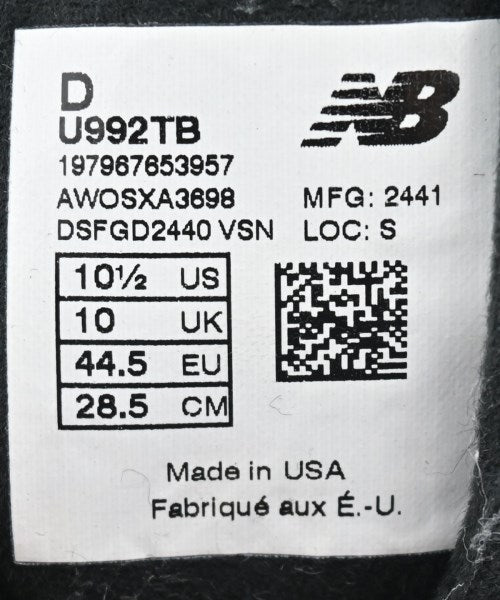 D
NB
U992TB
197967653957
AWOSXA3698 MFG: 2441
DSFGD2440 VSN LOC: S
10½ US
10 UK
44.5 EU
28.5 CM
Made in USA
Fabriqué aux É.-U.